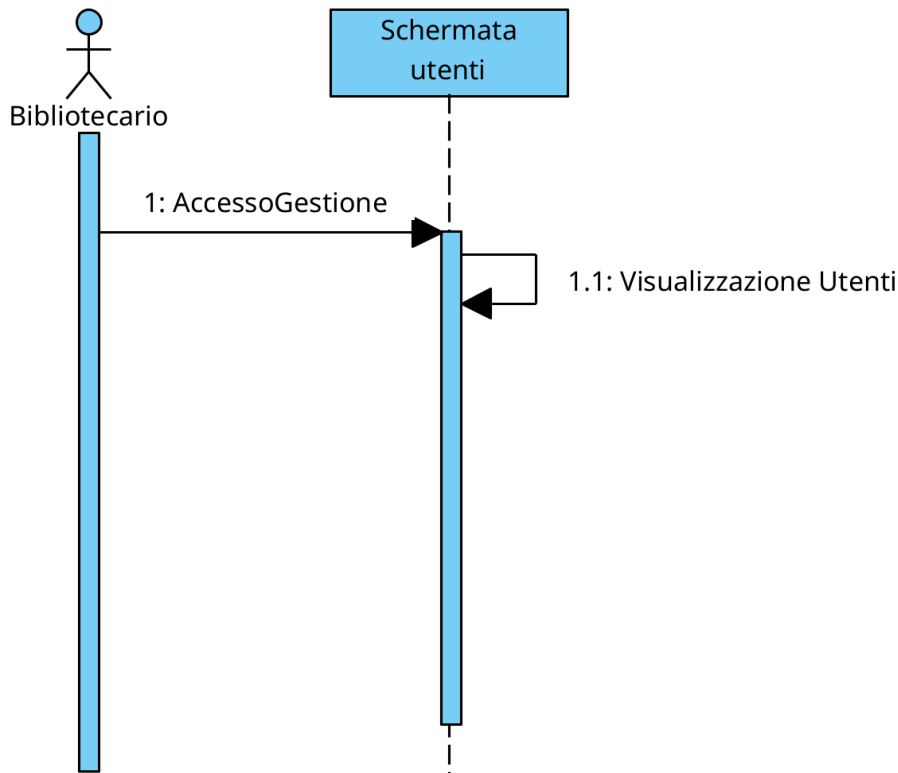 Schermata
utenti
Bibliotecario
1: AccessoGestione
1.1: Visualizzazione Utenti